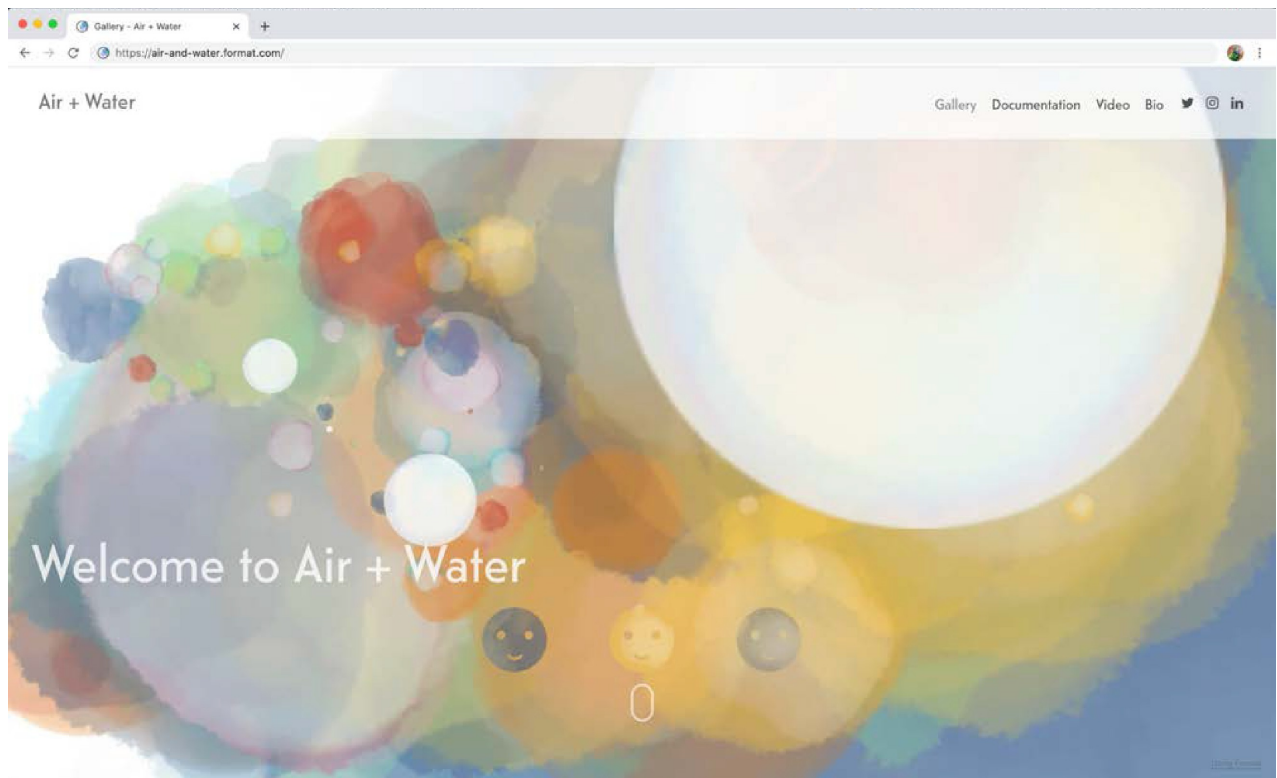 Gallery - Air + Water
https://air-and-water.format.com/
Air + Water
Gallery Documentation Video Bio in
Welcome to Air + Water